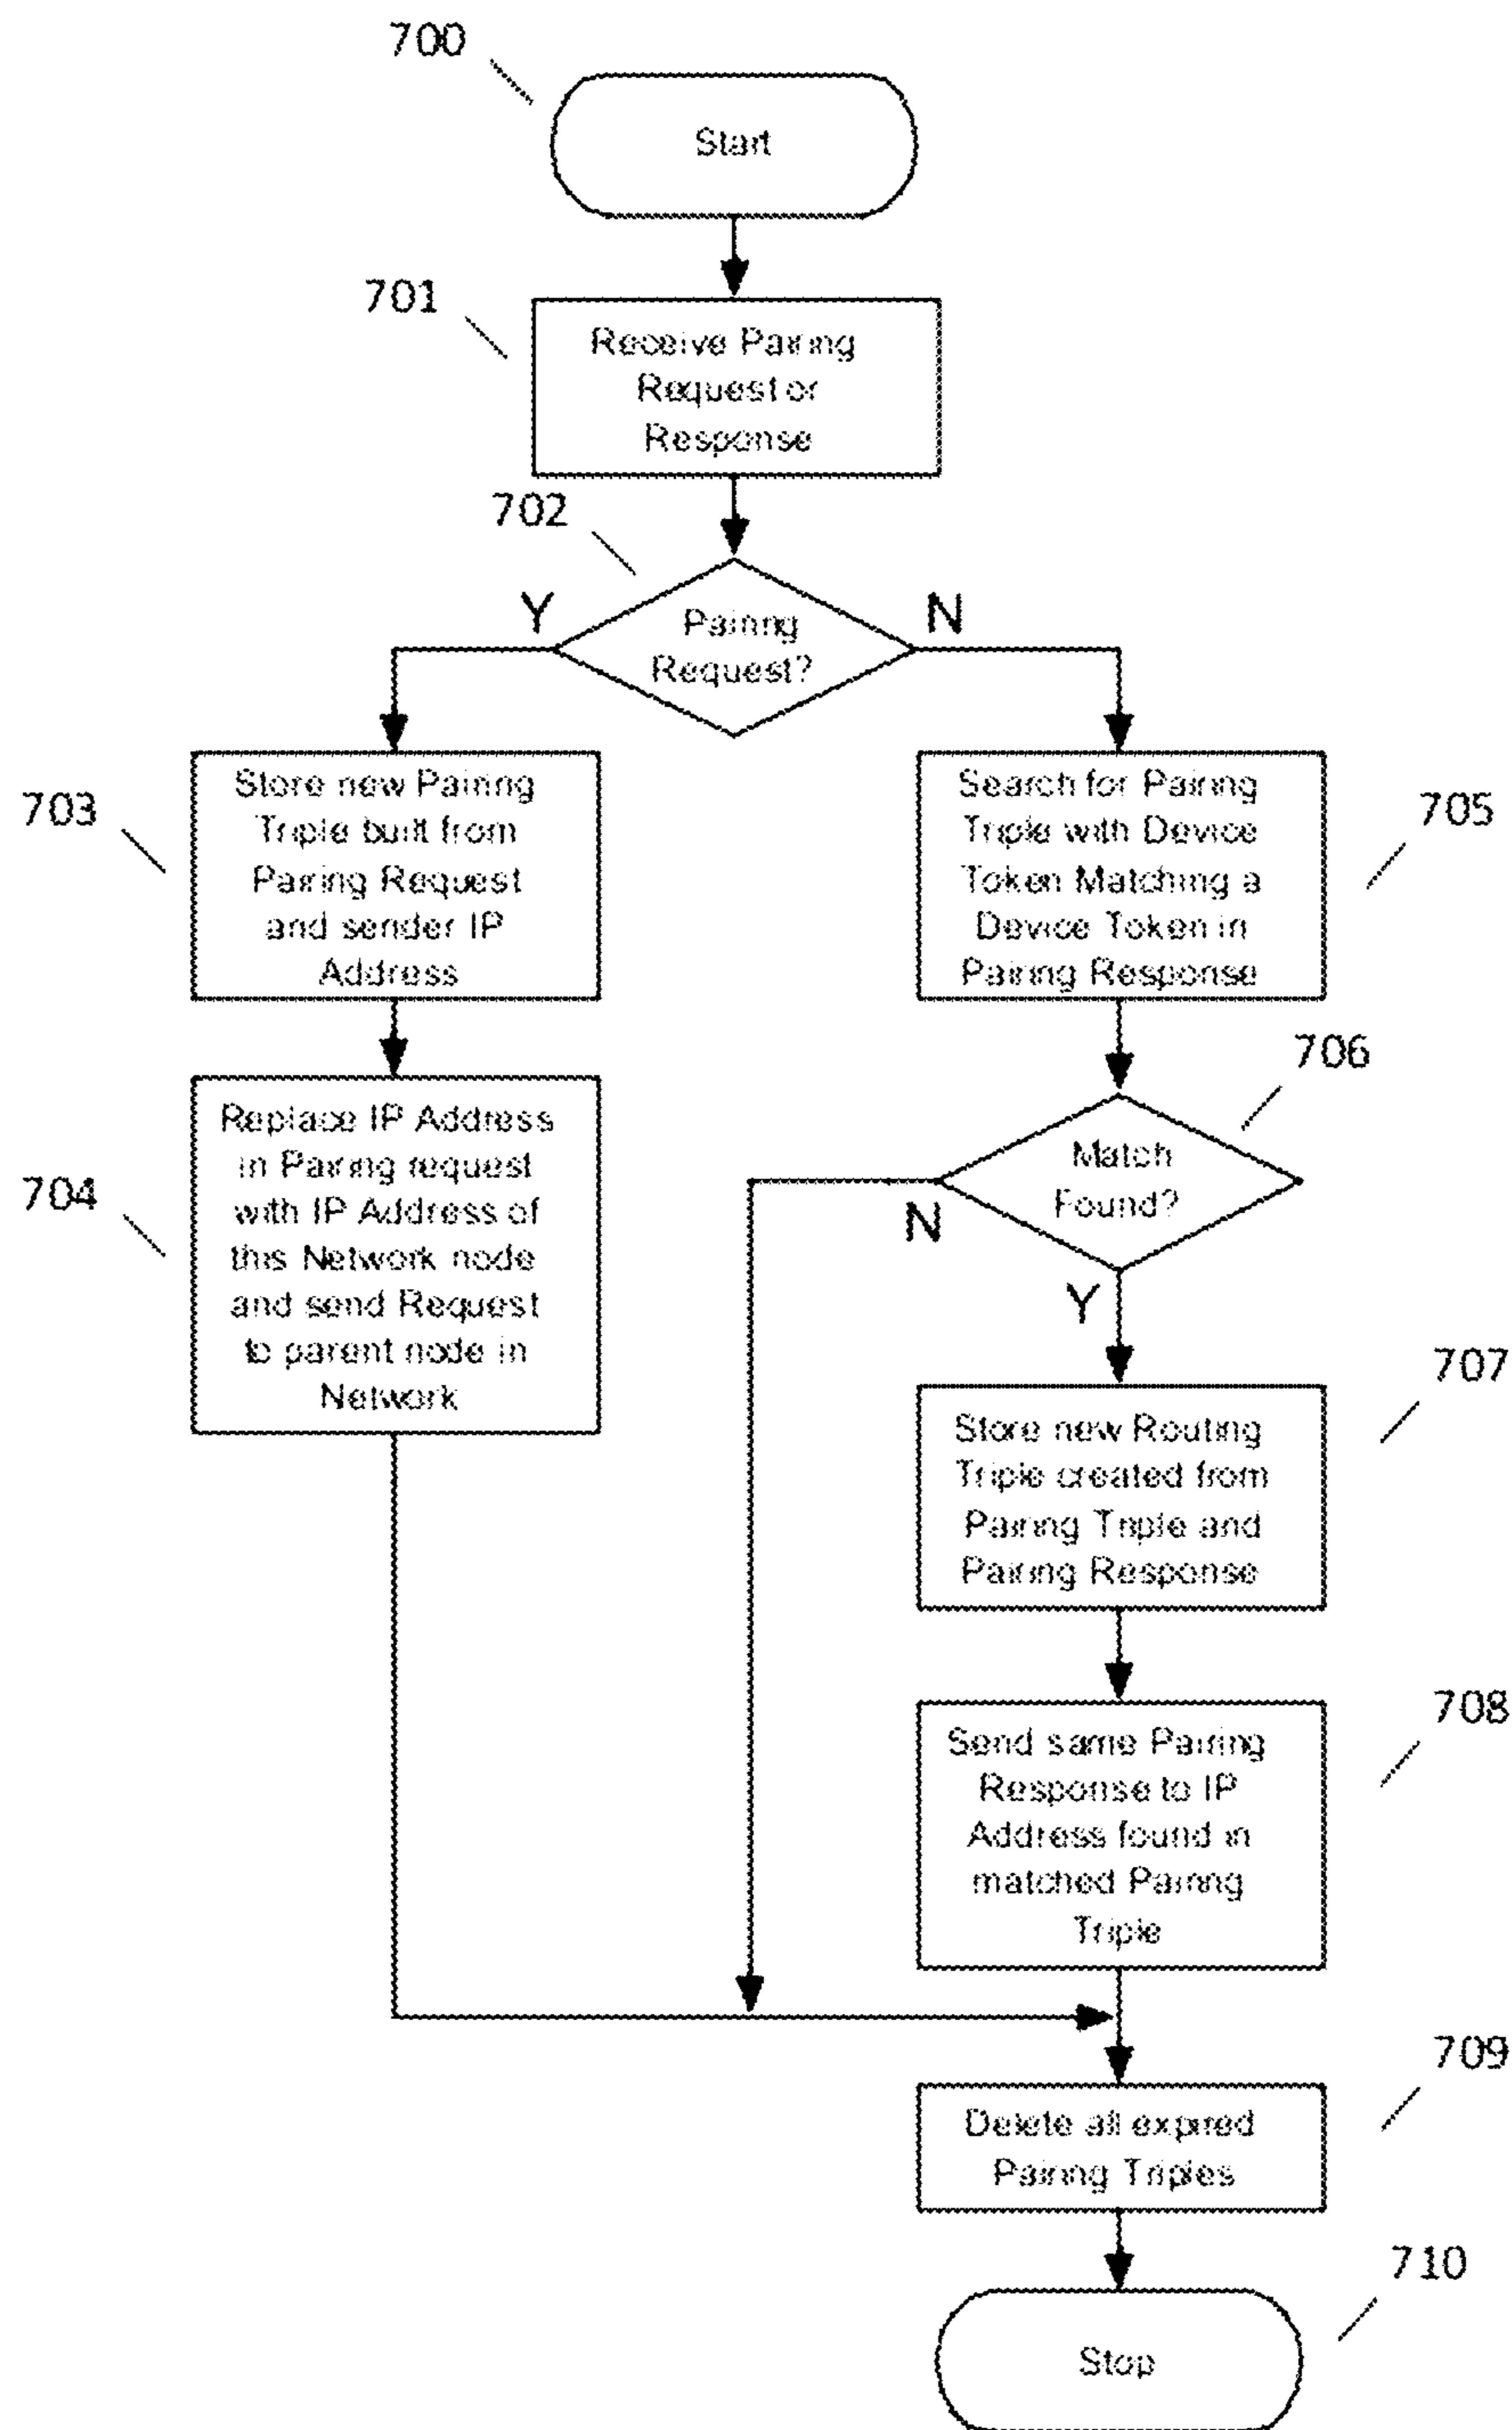 700
Start
701
Receive Pairing
Request or
Response
702
Y
Pairing
Request?
N
703
Store new Pairing
Triple built from
Pairing Request
and sender IP
Address
705
Search for Pairing
Triple with Device
Token Matching a
Device Token in
Pairing Response
704
Replace IP Address
in Pairing request
with IP Address of
this Network node
and send Request
to parent node in
Network
706
Match
Found?
N
Y
707
Store new Routing
Triple created from
Pairing Triple and
Pairing Response
708
Send same Pairing
Response to IP
Address found in
matched Pairing
Triple
709
Delete all expired
Pairing Triples
710
Stop